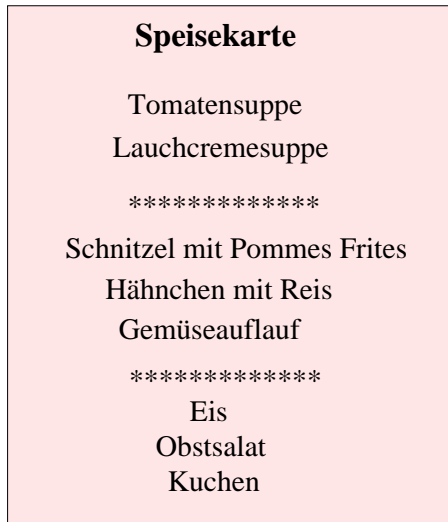 Speisekarte
Tomatensuppe
Lauchcremesuppe
*************
Schnitzel mit Pommes Frites
Hähnchen mit Reis
Gemüseauflauf
*************
Eis
Obstsalat
Kuchen